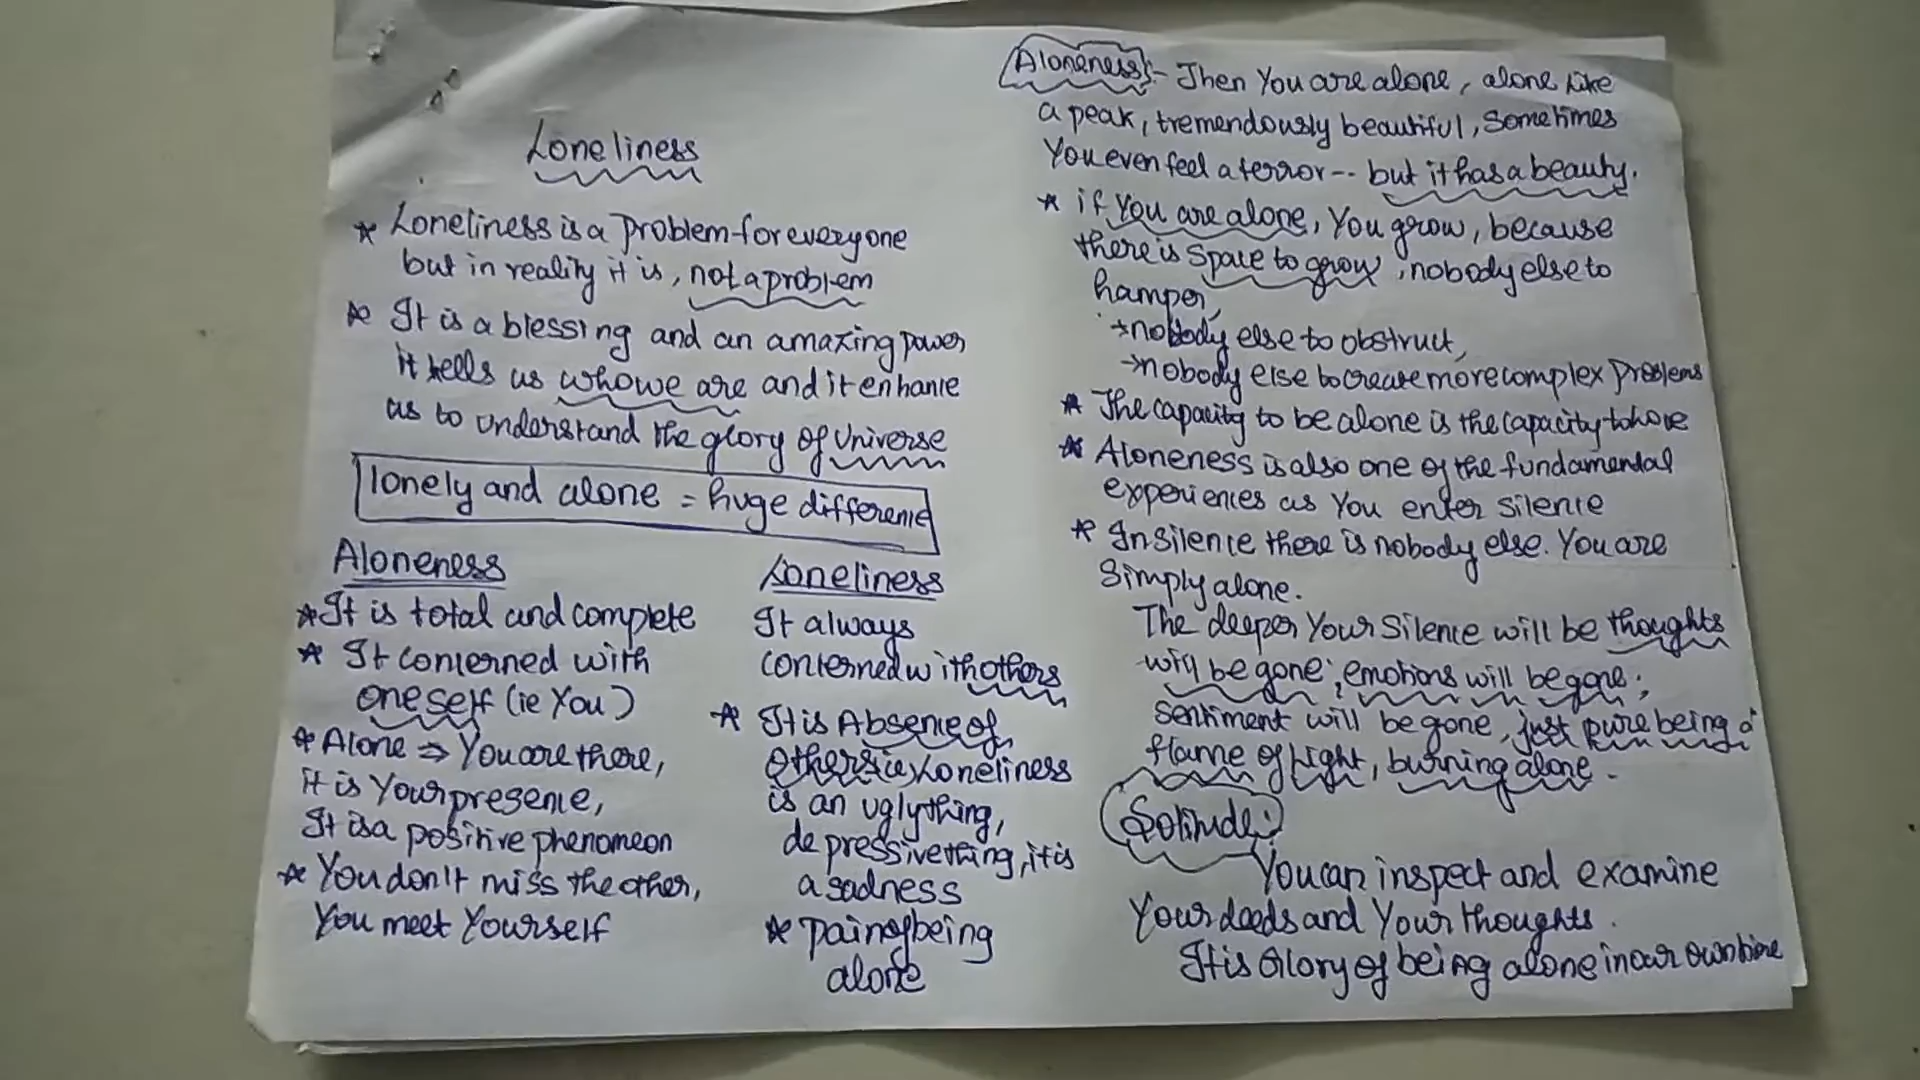 Loneliness
* Loneliness is a problem for everyone
but in reality it is, not a problem
* It is a blessing and an amazing power
it tells us who we are and it enhance
us to understand the glory of Universe
lonely and alone = huge difference
Aloneness
* It is total and complete
* It concerned with
oneself (ie You)
* Alone ⇒ You are there,
it is Your presence,
It is a positive phenomeon
* You don't miss the other,
You meet Yourself
Loneliness
It always
concerned with others
* It is Absence of
others ie, Loneliness
is an ugly thing,
depressive thing, it is
a sadness
* pain of being
alone
Aloneness :- Then You are alone, alone like
a peak, tremendously beautiful, sometimes
You even feel a terror -- but it has a beauty.
* if You are alone, You grow, because
there is space to grow, nobody else to
hamper,
→ nobody else to obstruct,
→ nobody else to create more complex problems
* The capacity to be alone is the capacity to love
* Aloneness is also one of the fundamental
experiences as You enter silence
* In silence there is nobody else. You are
simply alone.
The deeper Your silence will be thoughts
will be gone; emotions will be gone;
sentiment will be gone, just pure being a
flame of light, burning alone.
Solitude:
You can inspect and examine
Your deeds and Your thoughts.
It is Glory of being alone in our own time